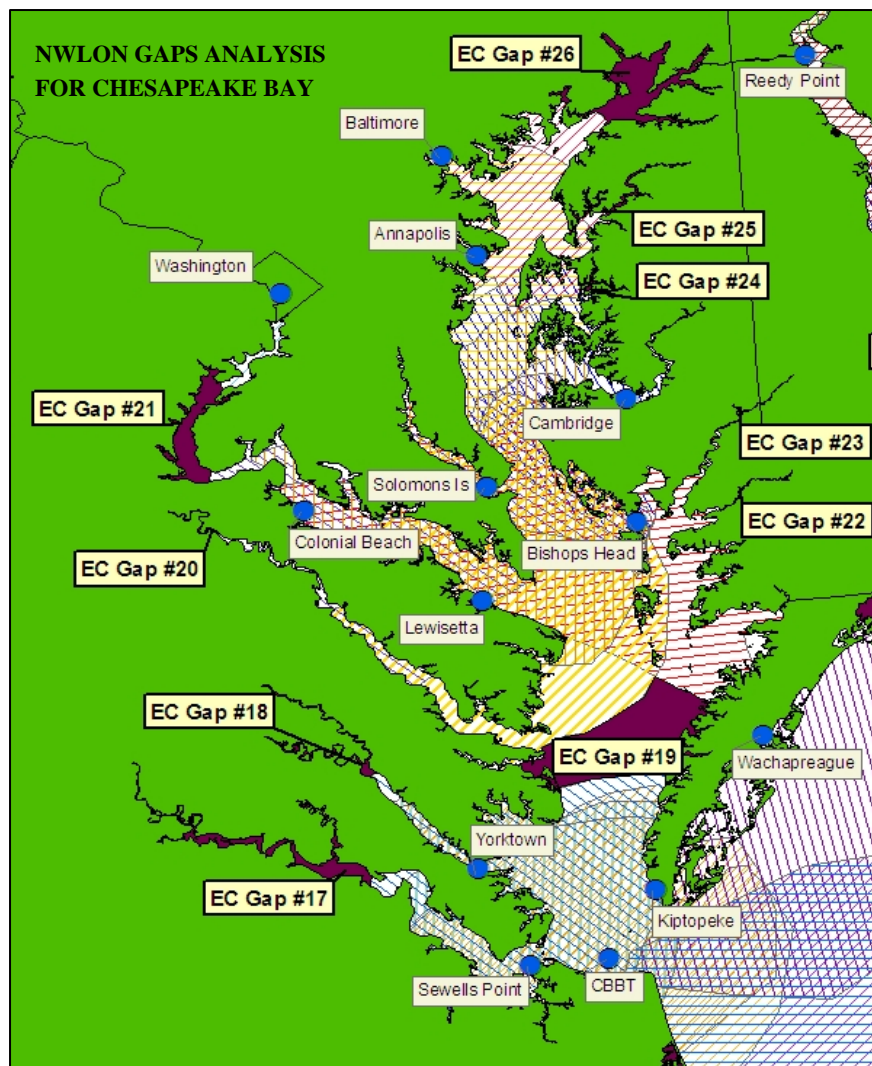 NWLON GAPS ANALYSIS
FOR CHESAPEAKE BAY
EC Gap #26
Reedy Point
Baltimore
EC Gap #25
Annapolis
Washington
EC Gap #24
EC Gap #21
Cambridge
EC Gap #23
Solomons Is
EC Gap #22
Colonial Beach
Bishops Head
EC Gap #20
Lewisetta
EC Gap #18
EC Gap #19
Wachapreague
Yorktown
EC Gap #17
Kiptopeke
Sewells Point
CBBT